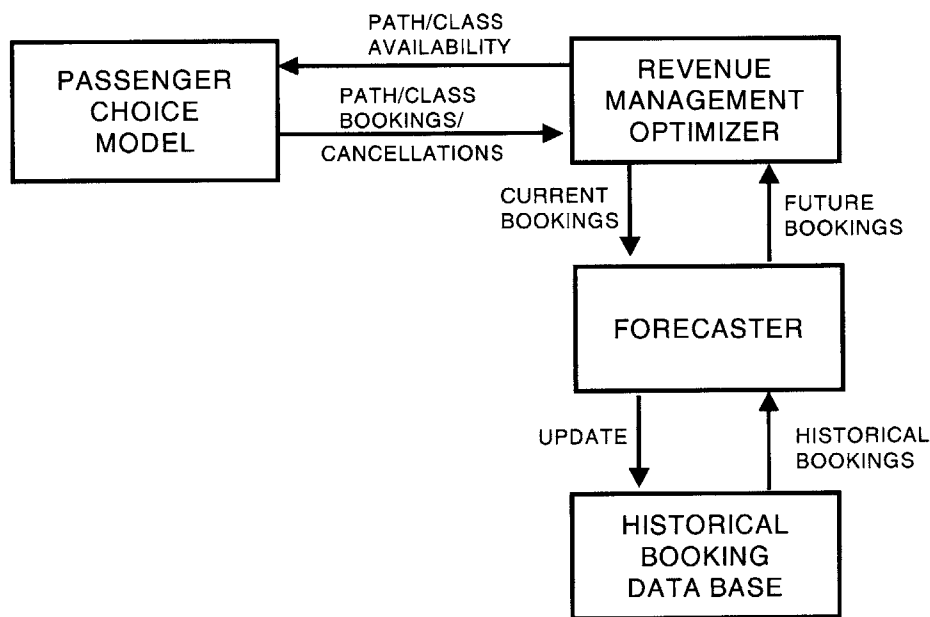 PATH/CLASS
AVAILABILITY
PASSENGER
CHOICE
MODEL
PATH/CLASS
BOOKINGS/
CANCELLATIONS
REVENUE
MANAGEMENT
OPTIMIZER
CURRENT
BOOKINGS
FUTURE
BOOKINGS
FORECASTER
UPDATE
HISTORICAL
BOOKINGS
HISTORICAL
BOOKING
DATA BASE